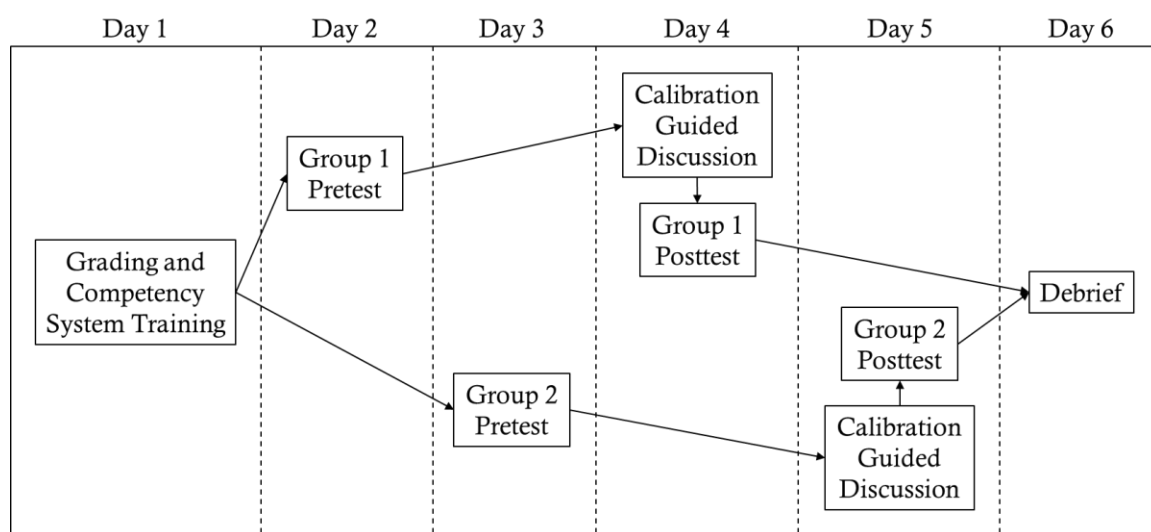 Day 1
Day 2
Day 3
Day 4
Day 5
Day 6
Grading and
Competency
System Training
Group 1
Pretest
Group 2
Pretest
Calibration
Guided
Discussion
Group 1
Posttest
Group 2
Posttest
Calibration
Guided
Discussion
Debrief